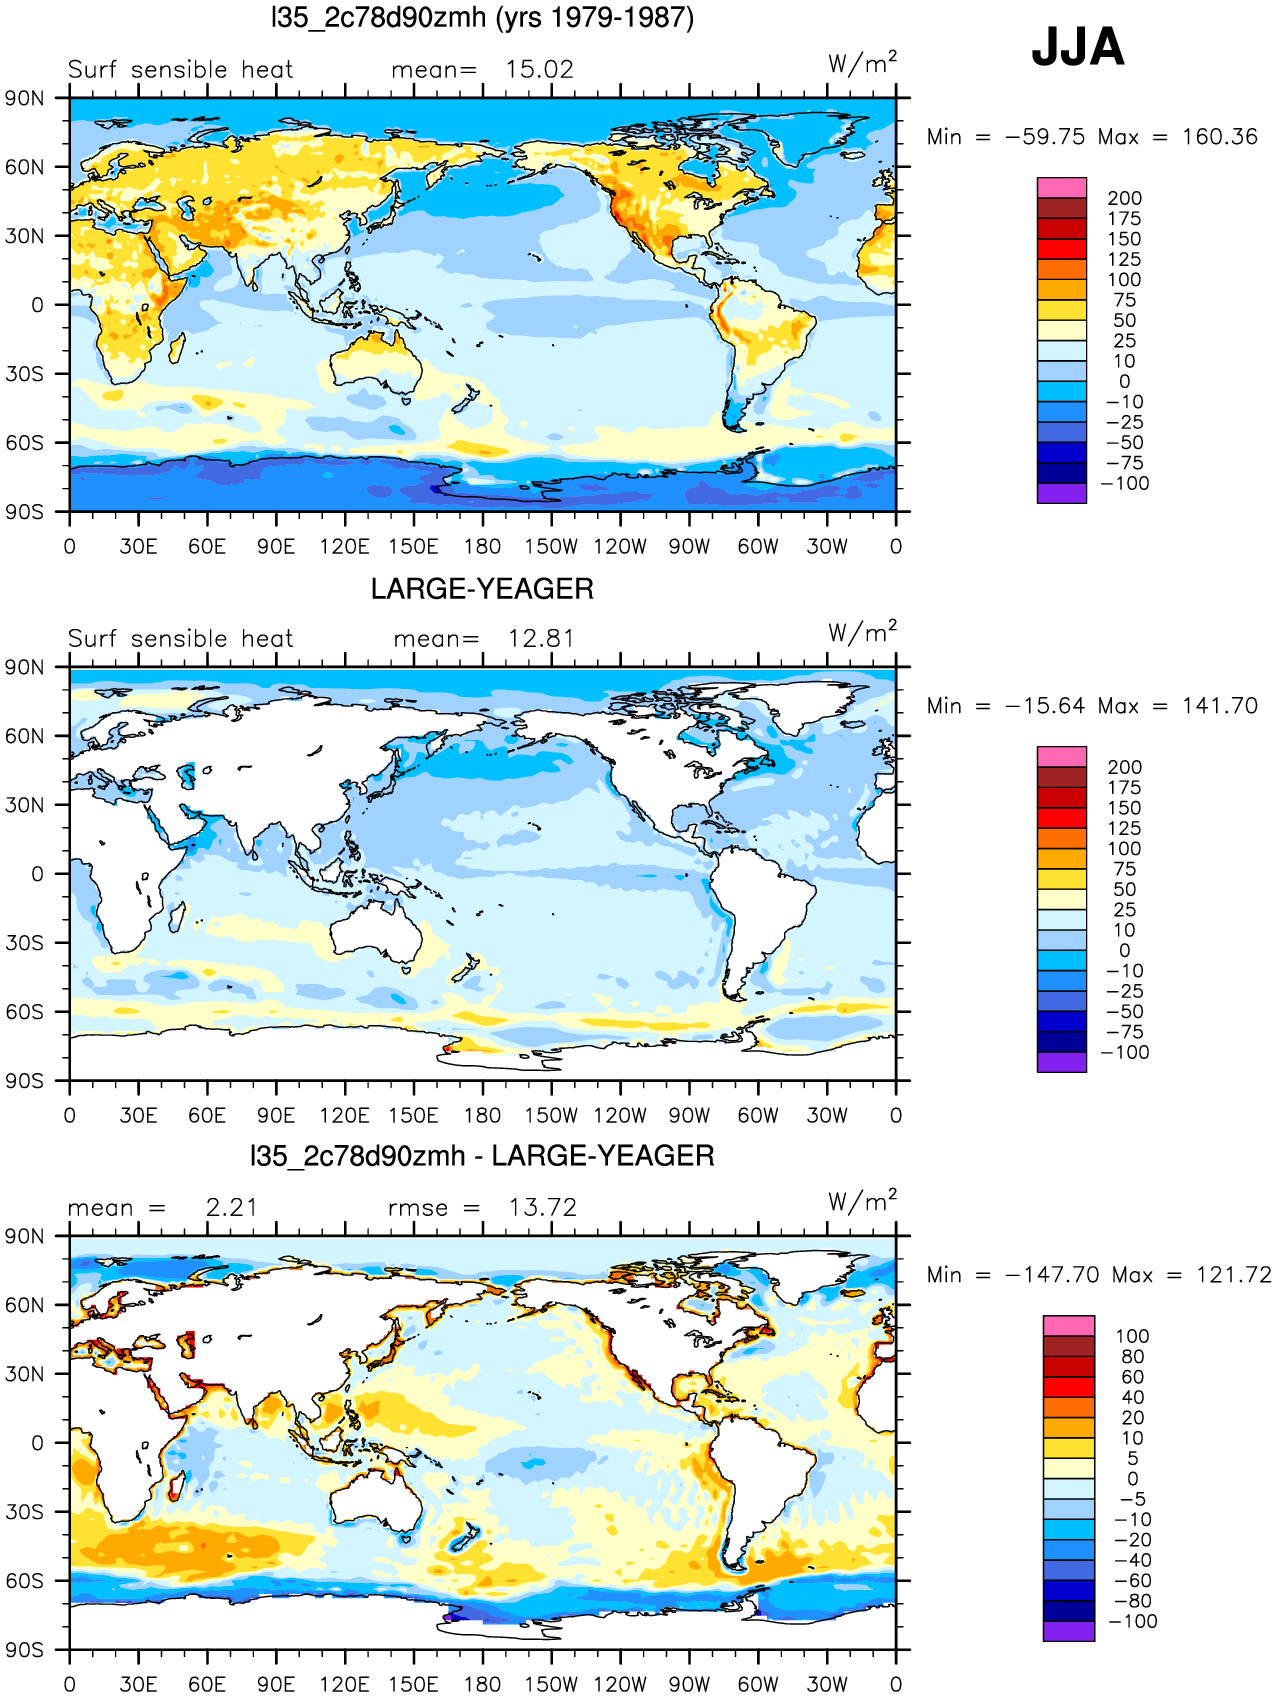 l35_2c78d90zmh (yrs 1979-1987)
JJA
Surf sensible heat mean= 15.02 W/m²
Min = −59.75 Max = 160.36
90N
60N
30N
0
30S
60S
90S
0 30E 60E 90E 120E 150E 180 150W 120W 90W 60W 30W 0
200
175
150
125
100
75
50
25
10
0
−10
−25
−50
−75
−100
LARGE-YEAGER
Surf sensible heat mean= 12.81 W/m²
Min = −15.64 Max = 141.70
90N
60N
30N
0
30S
60S
90S
0 30E 60E 90E 120E 150E 180 150W 120W 90W 60W 30W 0
200
175
150
125
100
75
50
25
10
0
−10
−25
−50
−75
−100
l35_2c78d90zmh - LARGE-YEAGER
mean = 2.21 rmse = 13.72 W/m²
Min = −147.70 Max = 121.72
90N
60N
30N
0
30S
60S
90S
0 30E 60E 90E 120E 150E 180 150W 120W 90W 60W 30W 0
100
80
60
40
20
10
5
0
−5
−10
−20
−40
−60
−80
−100